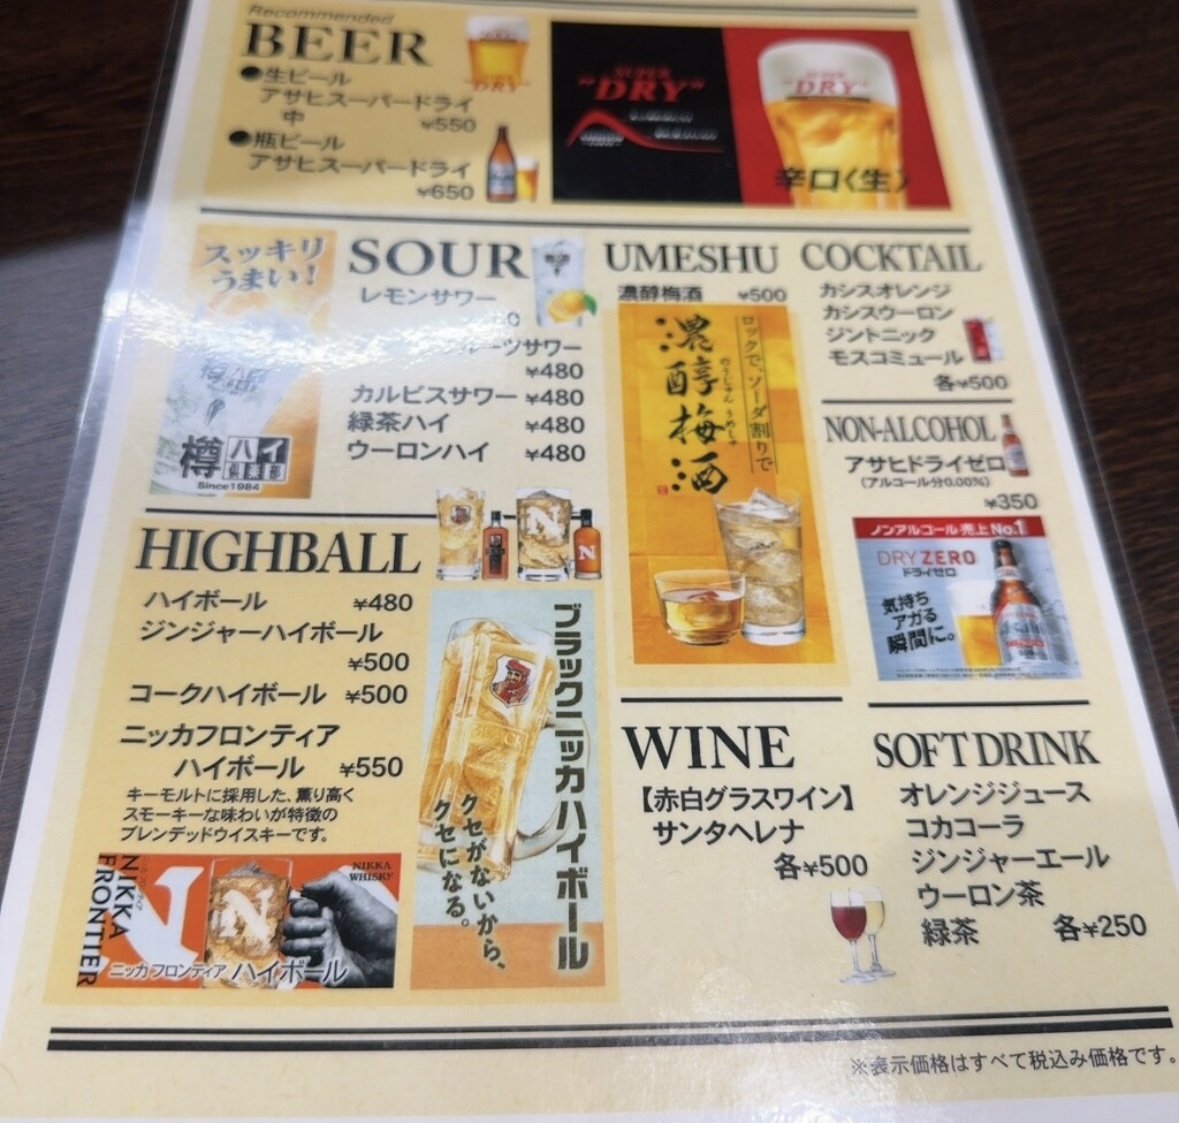 Recommended
BEER
●生ビール
アサヒスーパードライ
中
¥550
●瓶ビール
アサヒスーパードライ
¥650
SUPER
"DRY"
辛口〈生〉
スッキリ
うまい!
樽ハイ
倶楽部
Since1984
SOUR
レモンサワー
ーツサワー
¥480
カルピスサワー ¥480
緑茶ハイ ¥480
ウーロンハイ ¥480
UMESHU
濃醇梅酒 ¥500
ロックで、ソーダ割りで
濃醇梅酒
のうじゅん うめしゅ
COCKTAIL
カシスオレンジ
カシスウーロン
ジントニック
モスコミュール
各¥500
NON-ALCOHOL
アサヒドライゼロ
(アルコール分0.00%)
¥350
ノンアルコール 売上 No.1
DRY ZERO
ドライゼロ
気持ち
アガる
瞬間に。
HIGHBALL
ハイボール ¥480
ジンジャーハイボール
¥500
コークハイボール ¥500
ニッカフロンティア
ハイボール ¥550
キーモルトに採用した、薫り高く
スモーキーな味わいが特徴の
ブレンデッドウイスキーです。
NIKKA
FRONTIER
N
NIKKA
WHISKY
ニッカ フロンティア ハイボール
ブラックニッカハイボール
クセがないから、
クセになる。
WINE
【赤白グラスワイン】
サンタヘレナ
各¥500
SOFT DRINK
オレンジジュース
コカコーラ
ジンジャーエール
ウーロン茶
緑茶 各¥250
※表示価格はすべて税込み価格です。